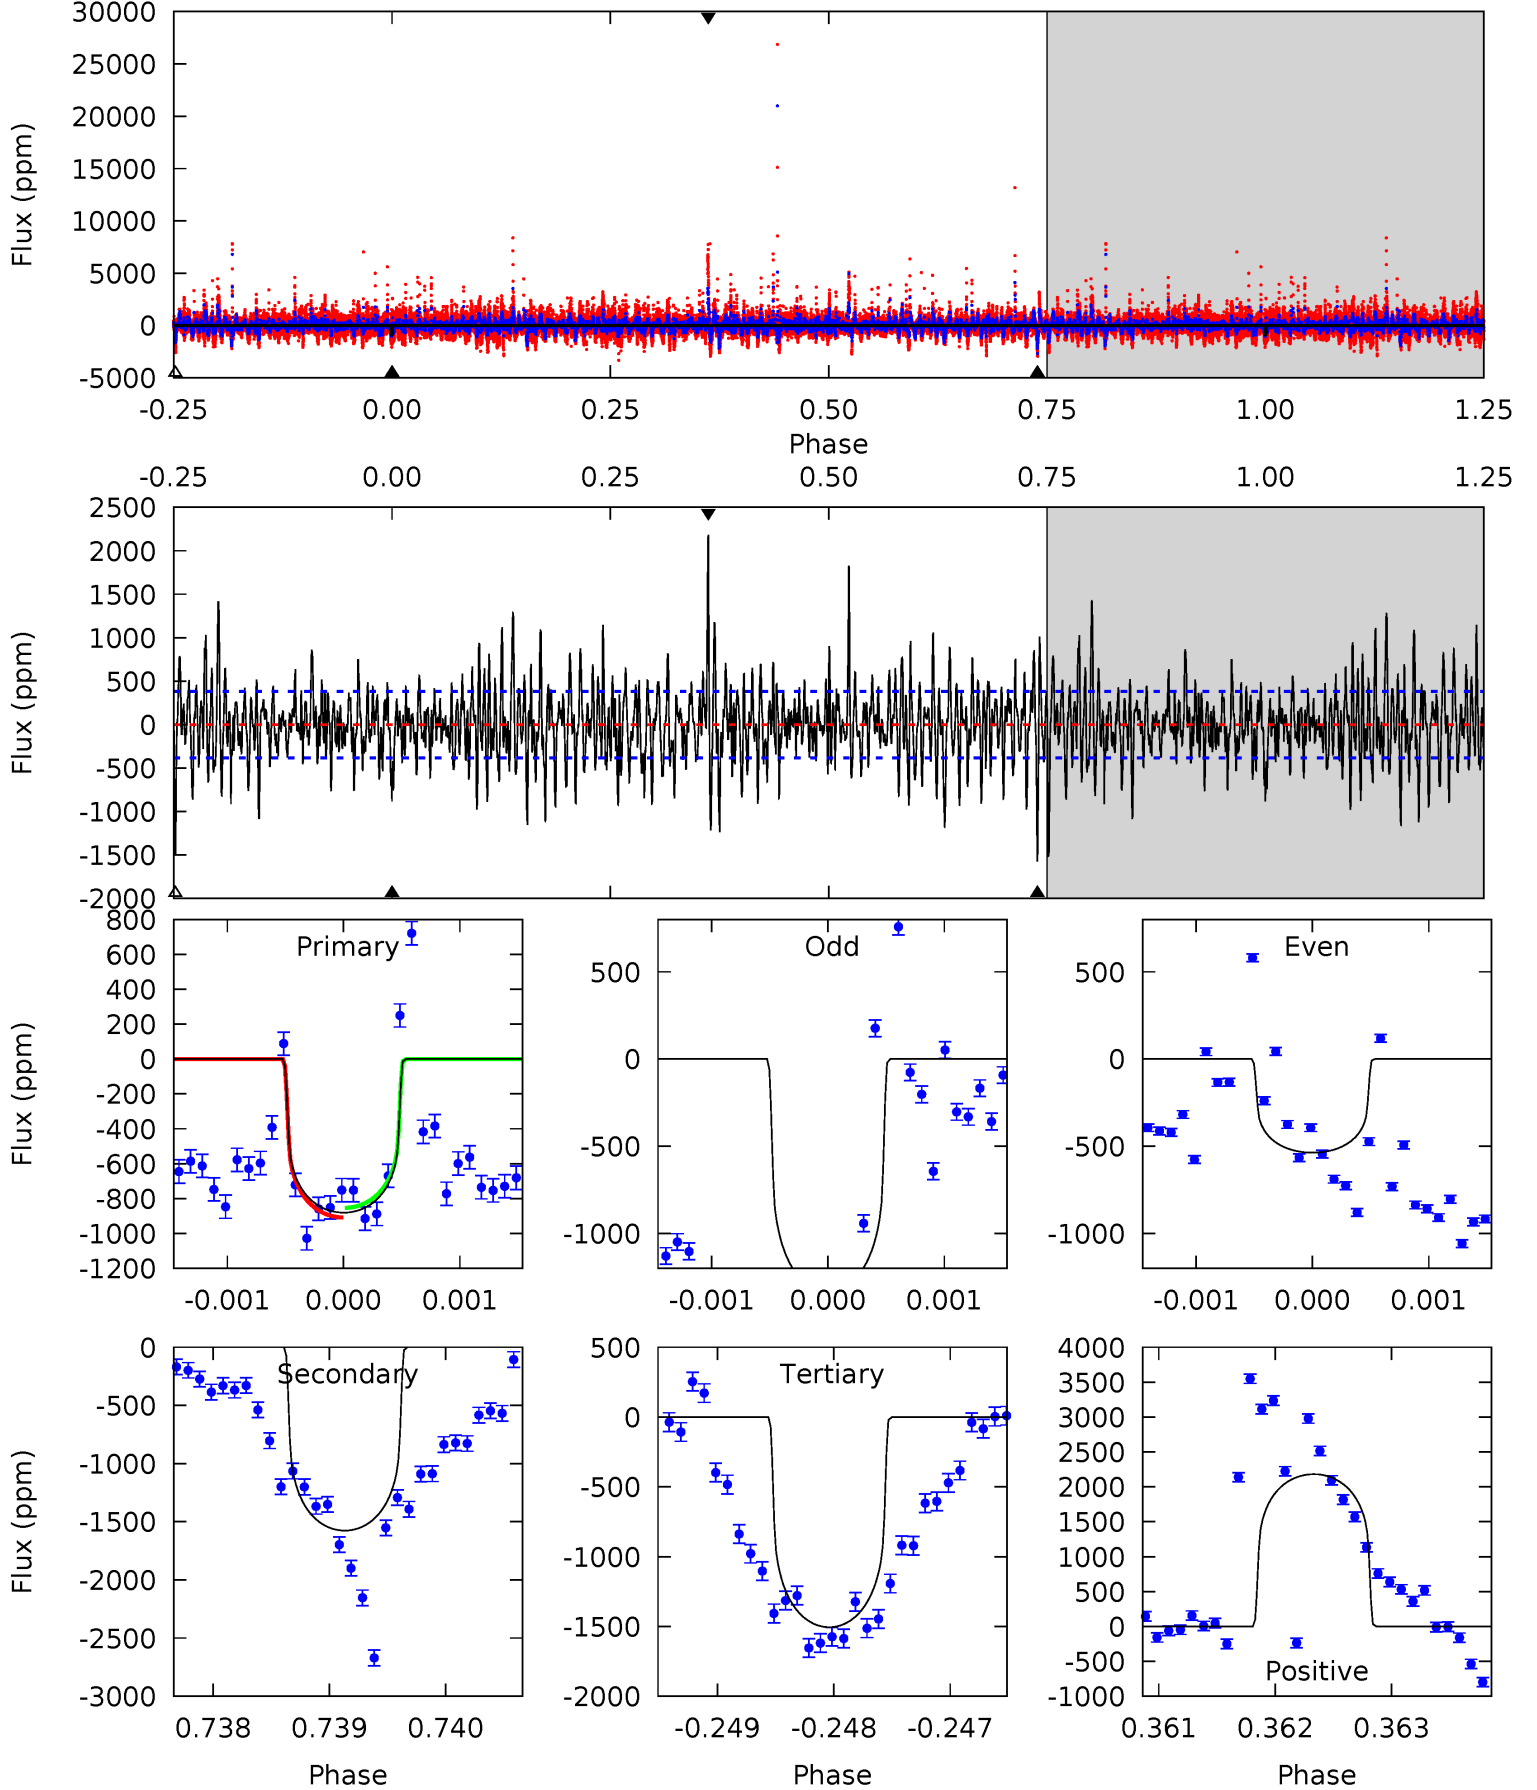 30000
25000
20000
15000
10000
5000
0
-5000
Flux (ppm)
-0.25 0.00 0.25 0.50 0.75 1.00 1.25
Phase
-0.25 0.00 0.25 0.50 0.75 1.00 1.25
2500
2000
1500
1000
500
0
-500
-1000
-1500
-2000
Flux (ppm)
Primary
800
600
400
200
0
-200
-400
-600
-800
-1000
-1200
Flux (ppm)
-0.001 0.000 0.001
Odd
500
0
-500
-1000
-0.001 0.000 0.001
Even
500
0
-500
-1000
-0.001 0.000 0.001
Secondary
0
-500
-1000
-1500
-2000
-2500
-3000
Flux (ppm)
0.738 0.739 0.740
Phase
Tertiary
500
0
-500
-1000
-1500
-2000
-0.249 -0.248 -0.247
Phase
4000
3500
3000
2500
2000
1500
1000
500
0
-500
-1000
Positive
0.361 0.362 0.363
Phase